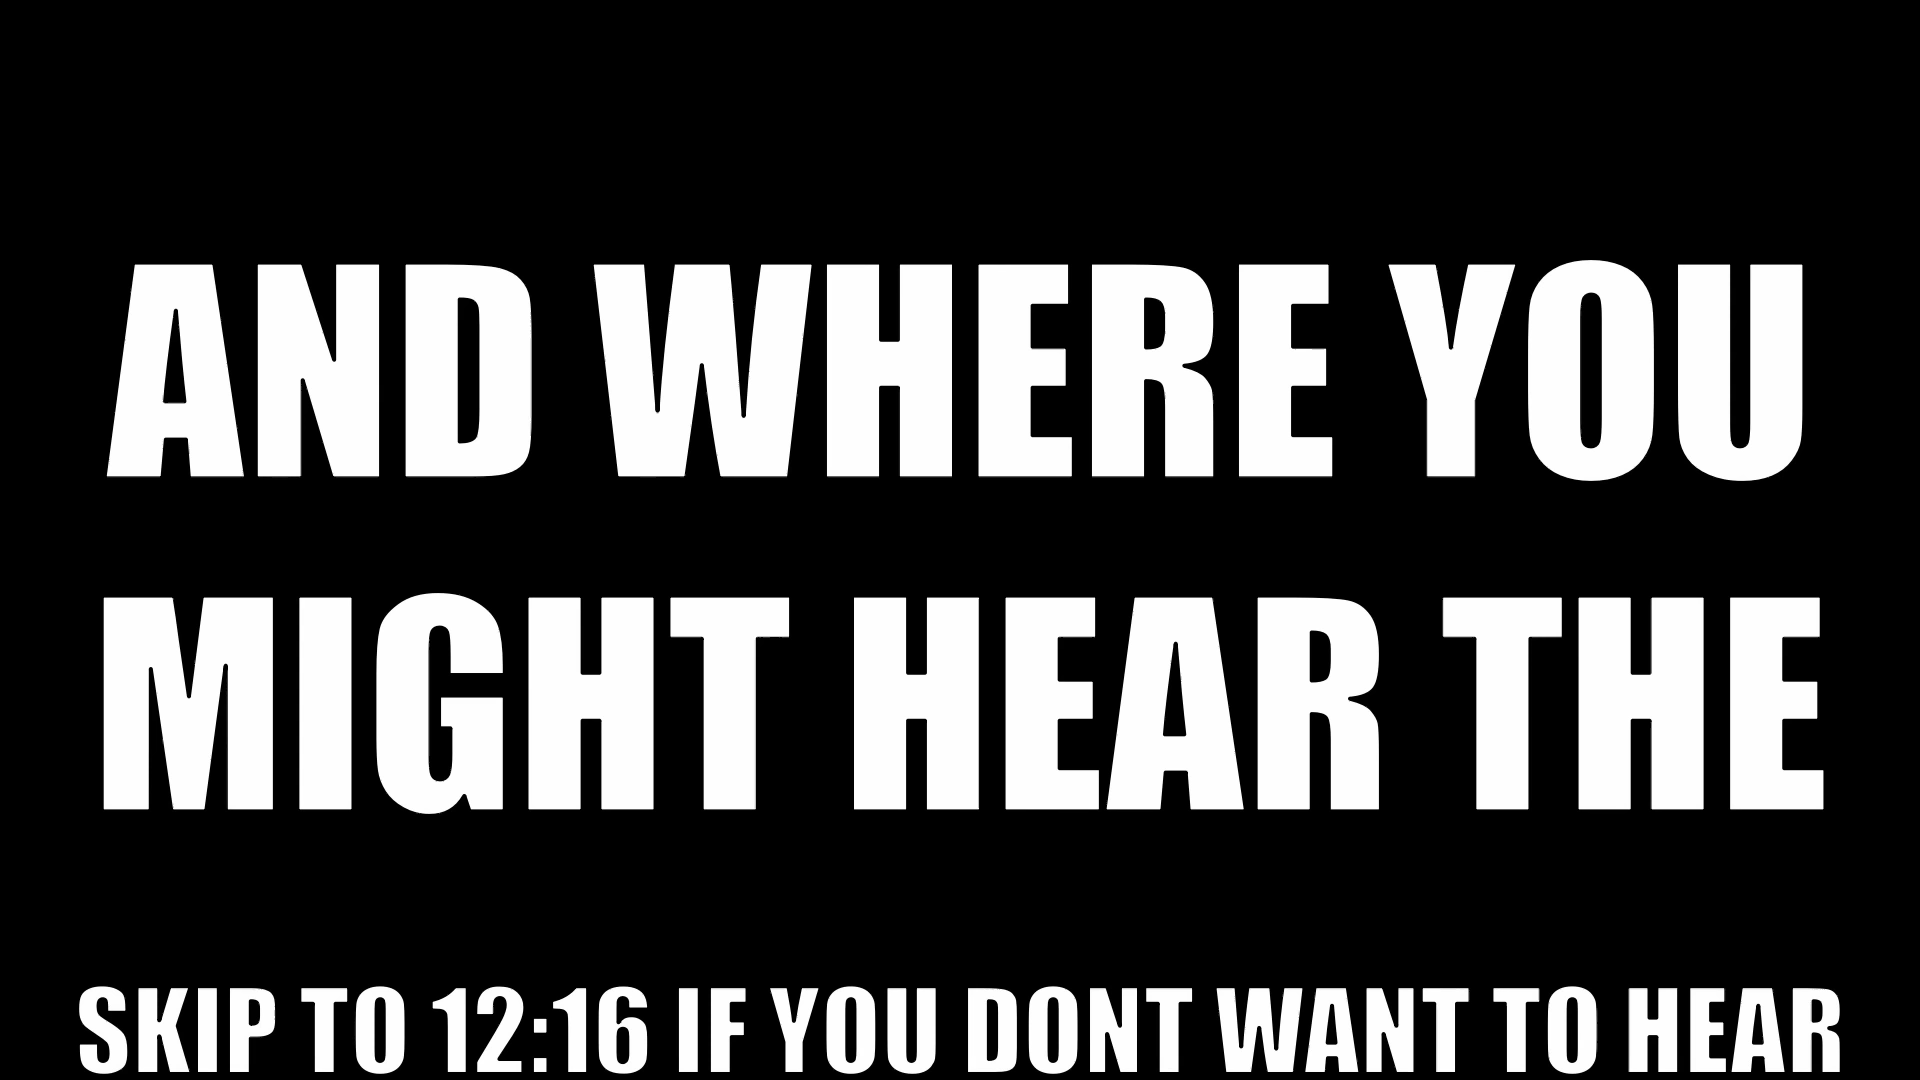 AND WHERE YOU
MIGHT HEAR THE
SKIP TO 12:16 IF YOU DONT WANT TO HEAR